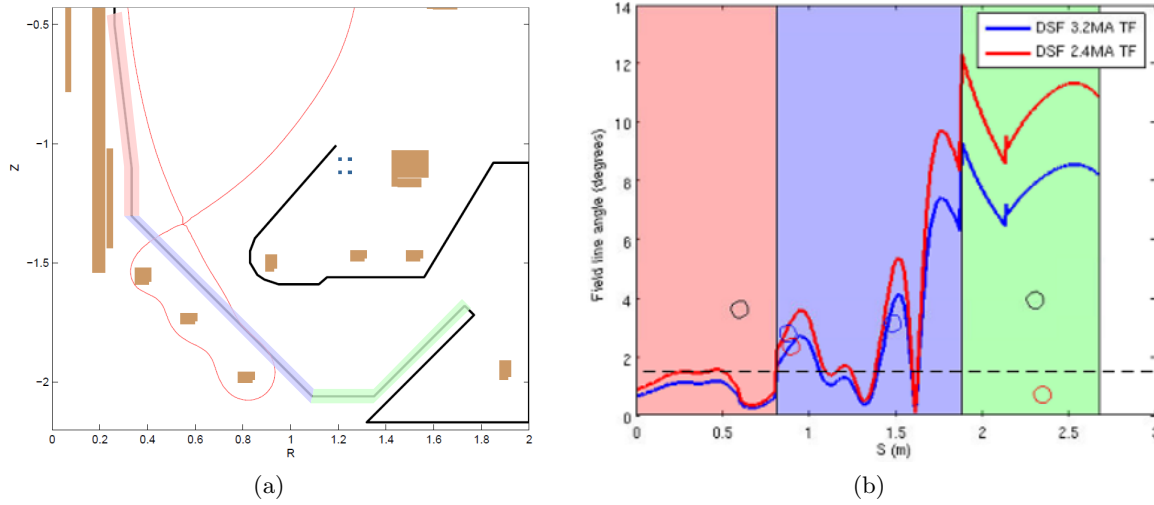 -0.5
-1
-1.5
-2
Z
0 0.2 0.4 0.6 0.8 1 1.2 1.4 1.6 1.8 2
R
(a)
14
12
10
8
6
4
2
0
Field line angle (degrees)
DSF 3.2MA TF
DSF 2.4MA TF
0 0.5 1 1.5 2 2.5 3
S (m)
(b)